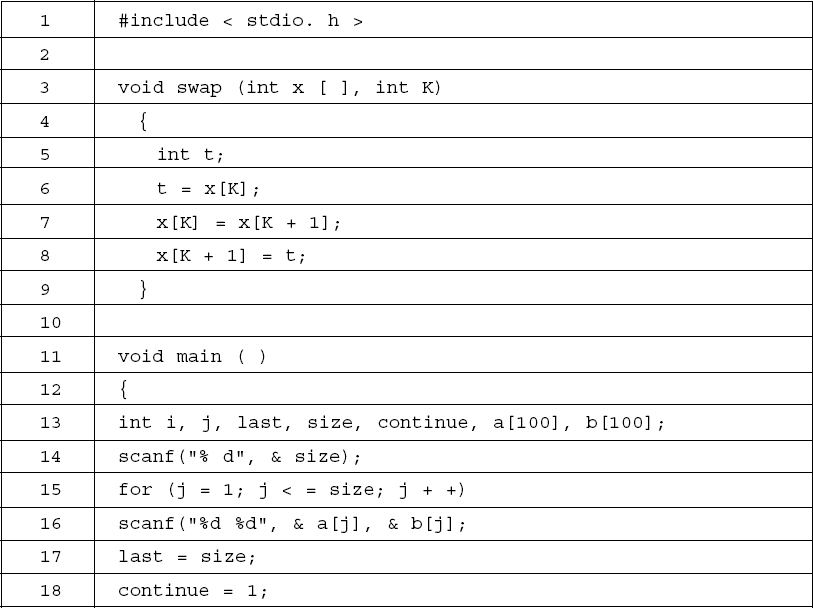 1 #include < stdio. h >
2
3 void swap (int x [ ], int K)
4 {
5 int t;
6 t = x[K];
7 x[K] = x[K + 1];
8 x[K + 1] = t;
9 }
10
11 void main ( )
12 {
13 int i, j, last, size, continue, a[100], b[100];
14 scanf("% d", & size);
15 for (j = 1; j < = size; j + +)
16 scanf("%d %d", & a[j], & b[j];
17 last = size;
18 continue = 1;